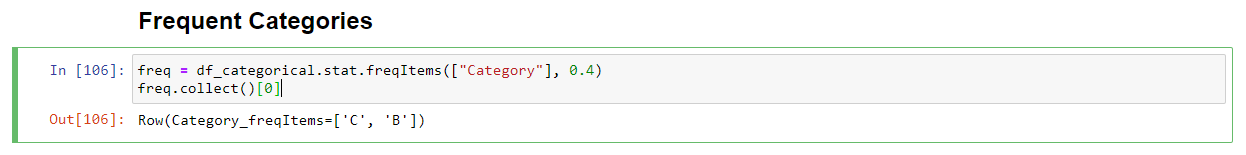 Frequent Categories
In [106]: freq = df_categorical.stat.freqItems(["Category"], 0.4)
freq.collect()[0]
Out[106]: Row(Category_freqItems=['C', 'B'])